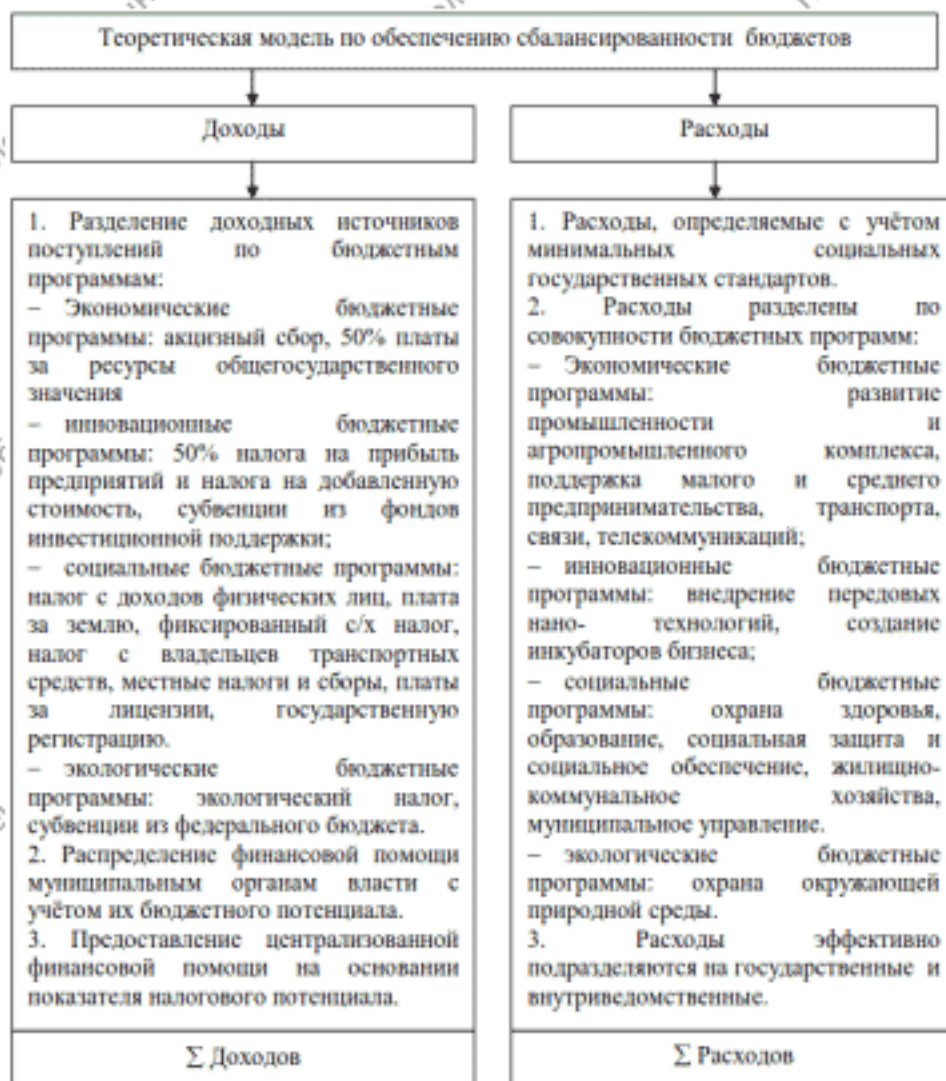 Теоретическая модель по обеспечению сбалансированности бюджетов
Доходы
Расходы
1. Разделение доходных источников
поступлений по бюджетным
программам:
– Экономические бюджетные
программы: акцизный сбор, 50% платы
за ресурсы общегосударственного
значения
– инновационные бюджетные
программы: 50% налога на прибыль
предприятий и налога на добавленную
стоимость, субвенции из фондов
инвестиционной поддержки;
– социальные бюджетные программы:
налог с доходов физических лиц, плата
за землю, фиксированный с/х налог,
налог с владельцев транспортных
средств, местные налоги и сборы, платы
за лицензии, государственную
регистрацию.
– экологические бюджетные
программы: экологический налог,
субвенции из федерального бюджета.
2. Распределение финансовой помощи
муниципальным органам власти с
учётом их бюджетного потенциала.
3. Предоставление централизованной
финансовой помощи на основании
показателя налогового потенциала.
∑ Доходов
1. Расходы, определяемые с учётом
минимальных социальных
государственных стандартов.
2. Расходы разделены по
совокупности бюджетных программ:
– Экономические бюджетные
программы: развитие
промышленности и
агропромышленного комплекса,
поддержка малого и среднего
предпринимательства, транспорта,
связи, телекоммуникаций;
– инновационные бюджетные
программы: внедрение передовых
нано- технологий, создание
инкубаторов бизнеса;
– социальные бюджетные
программы: охрана здоровья,
образование, социальная защита и
социальное обеспечение, жилищно-
коммунальное хозяйства,
муниципальное управление.
– экологические бюджетные
программы: охрана окружающей
природной среды.
3. Расходы эффективно
подразделяются на государственные и
внутриведомственные.
∑ Расходов